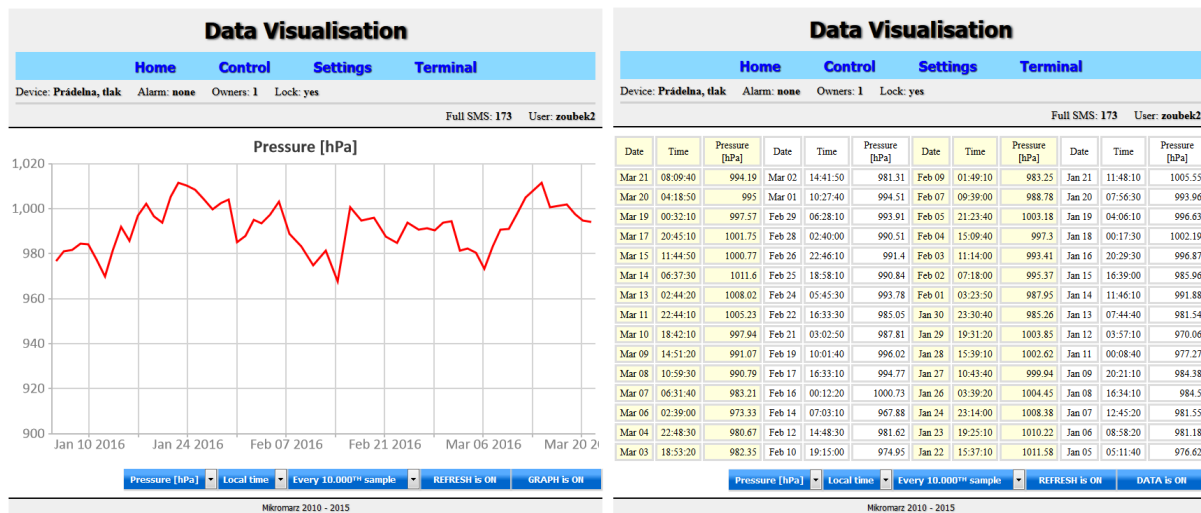 Data Visualisation
Home Control Settings Terminal
Device: Prádelna, tlak Alarm: none Owners: 1 Lock: yes
Full SMS: 173 User: zoubek2
Pressure [hPa]
1,020
1,000
980
960
940
920
900
Jan 10 2016 Jan 24 2016 Feb 07 2016 Feb 21 2016 Mar 06 2016 Mar 20 2
Pressure [hPa] Local time Every 10.000TH sample REFRESH is ON GRAPH is ON
Mikromarz 2010 - 2015
Data Visualisation
Home Control Settings Terminal
Device: Prádelna, tlak Alarm: none Owners: 1 Lock: yes
Full SMS: 173 User: zoubek2
Date Time Pressure [hPa] Date Time Pressure [hPa] Date Time Pressure [hPa] Date Time Pressure [hPa]
Mar 21 08:09:40 994.19 Mar 02 14:41:50 981.31 Feb 09 01:49:10 983.25 Jan 21 11:48:10 1005.55
Mar 20 04:18:50 995 Mar 01 10:27:40 994.51 Feb 07 09:39:00 988.78 Jan 20 07:56:30 993.96
Mar 19 00:32:10 997.57 Feb 29 06:28:10 993.91 Feb 05 21:23:40 1003.18 Jan 19 04:06:10 996.63
Mar 17 20:45:10 1001.75 Feb 28 02:40:00 990.51 Feb 04 15:09:40 997.3 Jan 18 00:17:30 1002.19
Mar 15 11:44:50 1000.77 Feb 26 22:46:10 991.4 Feb 03 11:14:00 993.41 Jan 16 20:29:30 996.87
Mar 14 06:37:30 1011.6 Feb 25 18:58:10 990.84 Feb 02 07:18:00 995.37 Jan 15 16:39:00 985.96
Mar 13 02:44:20 1008.02 Feb 24 05:45:30 993.78 Feb 01 03:23:50 987.95 Jan 14 11:46:10 991.88
Mar 11 22:44:10 1005.23 Feb 22 16:33:30 985.05 Jan 30 23:30:40 985.26 Jan 13 07:44:40 981.54
Mar 10 18:42:10 997.94 Feb 21 03:02:50 987.81 Jan 29 19:31:20 1003.85 Jan 12 03:57:10 970.06
Mar 09 14:51:20 991.07 Feb 19 10:01:40 996.02 Jan 28 15:39:10 1002.62 Jan 11 00:08:40 977.27
Mar 08 10:59:30 990.79 Feb 17 16:33:10 994.77 Jan 27 10:43:40 999.94 Jan 09 20:21:10 984.38
Mar 07 06:31:40 983.21 Feb 16 00:12:20 1000.73 Jan 26 03:39:20 1004.45 Jan 08 16:34:10 984.5
Mar 06 02:39:00 973.33 Feb 14 07:03:10 967.88 Jan 24 23:14:00 1008.38 Jan 07 12:45:20 981.55
Mar 04 22:48:30 980.67 Feb 12 14:48:30 981.62 Jan 23 19:25:10 1010.22 Jan 06 08:58:20 981.18
Mar 03 18:53:20 982.35 Feb 10 19:15:00 974.95 Jan 22 15:37:10 1011.58 Jan 05 05:11:40 976.62
Pressure [hPa] Local time Every 10.000TH sample REFRESH is ON DATA is ON
Mikromarz 2010 - 2015